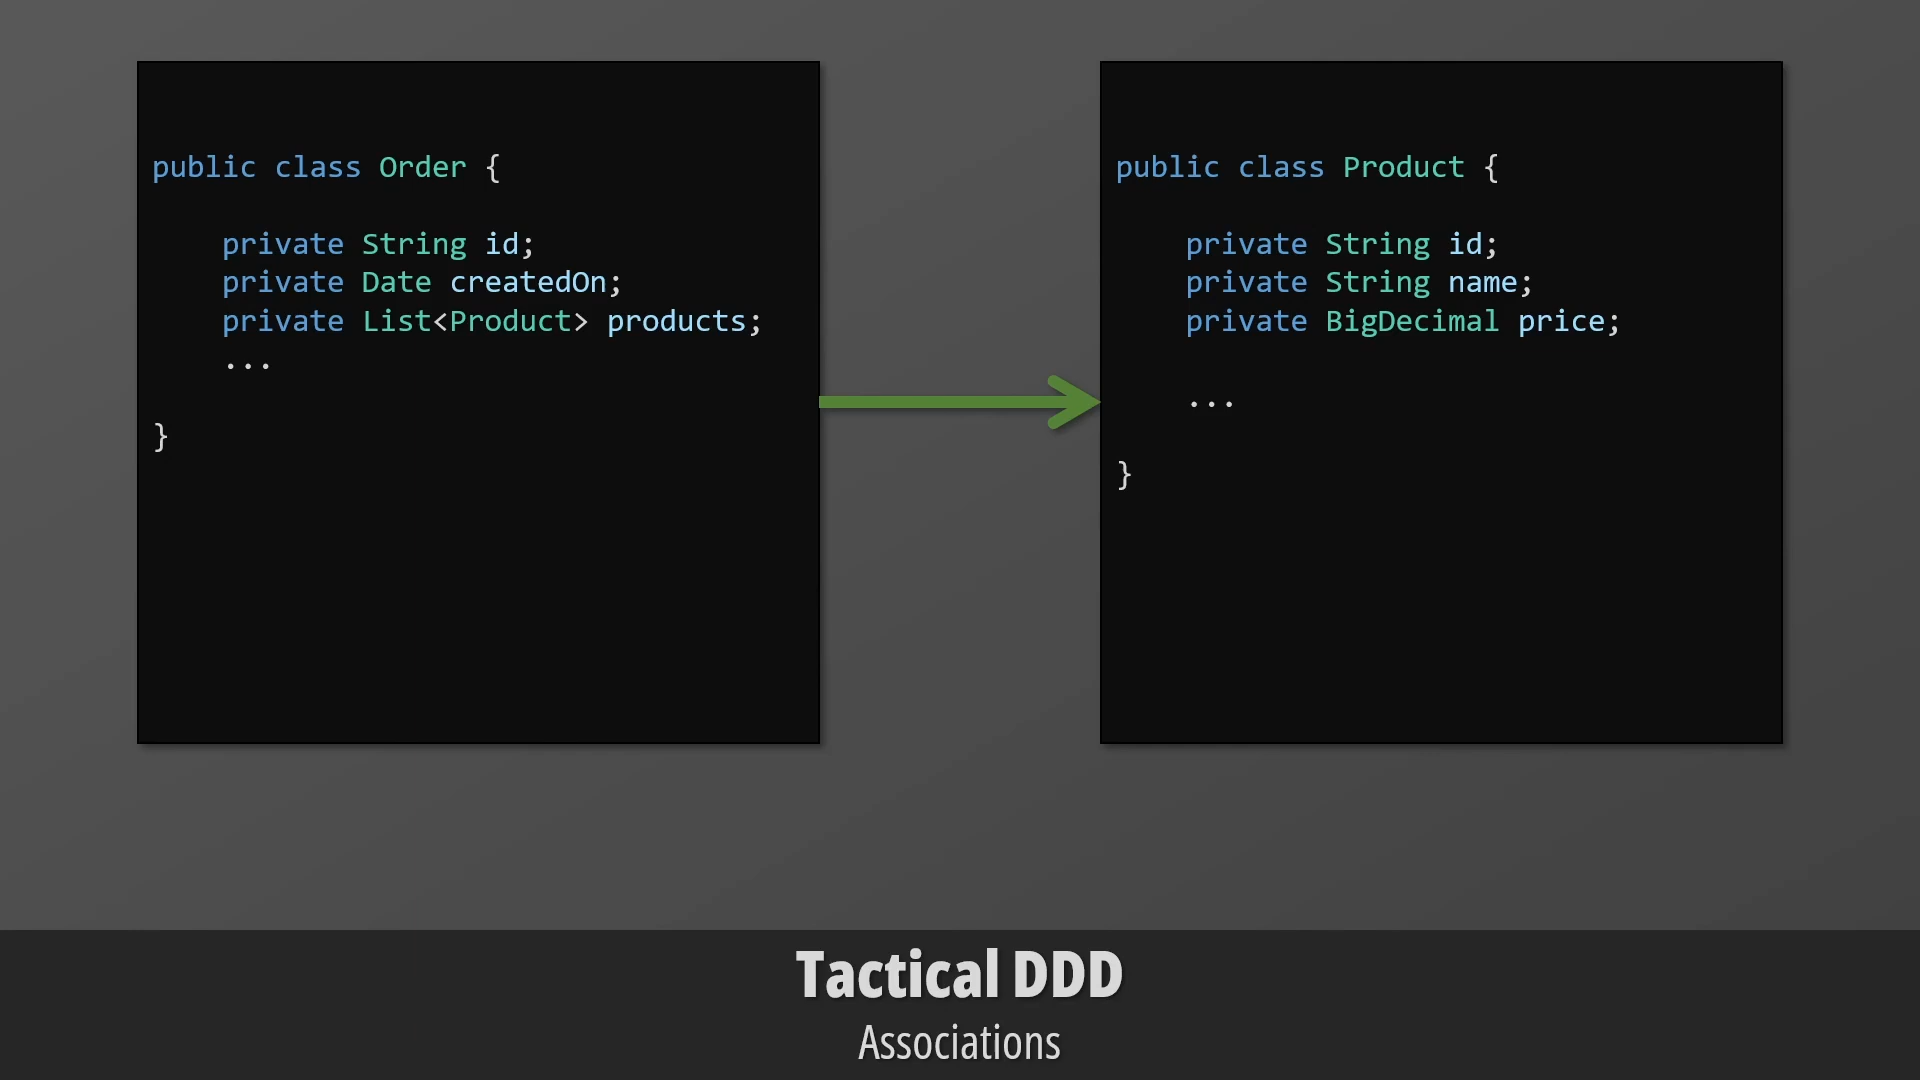 public class Order {
private String id;
private Date createdOn;
private List<Product> products;
...
}
public class Product {
private String id;
private String name;
private BigDecimal price;
...
}
Tactical DDD
Associations